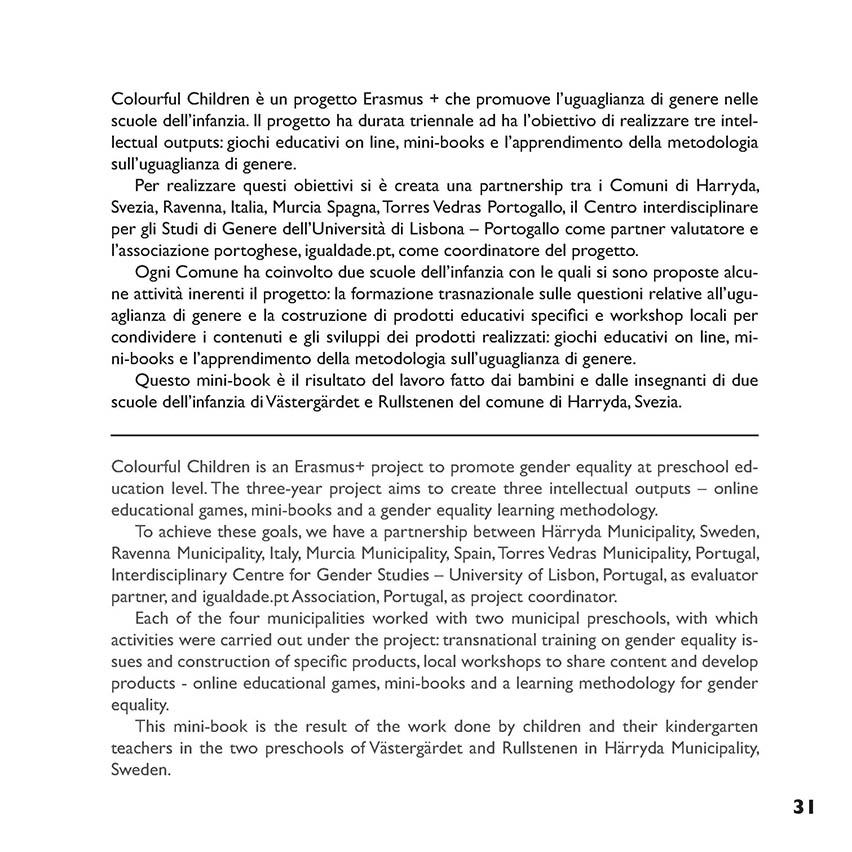 Colourful Children è un progetto Erasmus + che promuove l'uguaglianza di genere nelle
scuole dell'infanzia. Il progetto ha durata triennale ad ha l'obiettivo di realizzare tre intel-
lectual outputs: giochi educativi on line, mini-books e l'apprendimento della metodologia
sull'uguaglianza di genere.
Per realizzare questi obiettivi si è creata una partnership tra i Comuni di Harryda,
Svezia, Ravenna, Italia, Murcia Spagna, Torres Vedras Portogallo, il Centro interdisciplinare
per gli Studi di Genere dell'Università di Lisbona – Portogallo come partner valutatore e
l'associazione portoghese, igualdade.pt, come coordinatore del progetto.
Ogni Comune ha coinvolto due scuole dell'infanzia con le quali si sono proposte alcu-
ne attività inerenti il progetto: la formazione trasnazionale sulle questioni relative all'ugu-
aglianza di genere e la costruzione di prodotti educativi specifici e workshop locali per
condividere i contenuti e gli sviluppi dei prodotti realizzati: giochi educativi on line, mi-
ni-books e l'apprendimento della metodologia sull'uguaglianza di genere.
Questo mini-book è il risultato del lavoro fatto dai bambini e dalle insegnanti di due
scuole dell'infanzia di Västergärdet e Rullstenen del comune di Harryda, Svezia.
Colourful Children is an Erasmus+ project to promote gender equality at preschool ed-
ucation level. The three-year project aims to create three intellectual outputs – online
educational games, mini-books and a gender equality learning methodology.
To achieve these goals, we have a partnership between Härryda Municipality, Sweden,
Ravenna Municipality, Italy, Murcia Municipality, Spain, Torres Vedras Municipality, Portugal,
Interdisciplinary Centre for Gender Studies – University of Lisbon, Portugal, as evaluator
partner, and igualdade.pt Association, Portugal, as project coordinator.
Each of the four municipalities worked with two municipal preschools, with which
activities were carried out under the project: transnational training on gender equality is-
sues and construction of specific products, local workshops to share content and develop
products - online educational games, mini-books and a learning methodology for gender
equality.
This mini-book is the result of the work done by children and their kindergarten
teachers in the two preschools of Västergärdet and Rullstenen in Härryda Municipality,
Sweden.
31